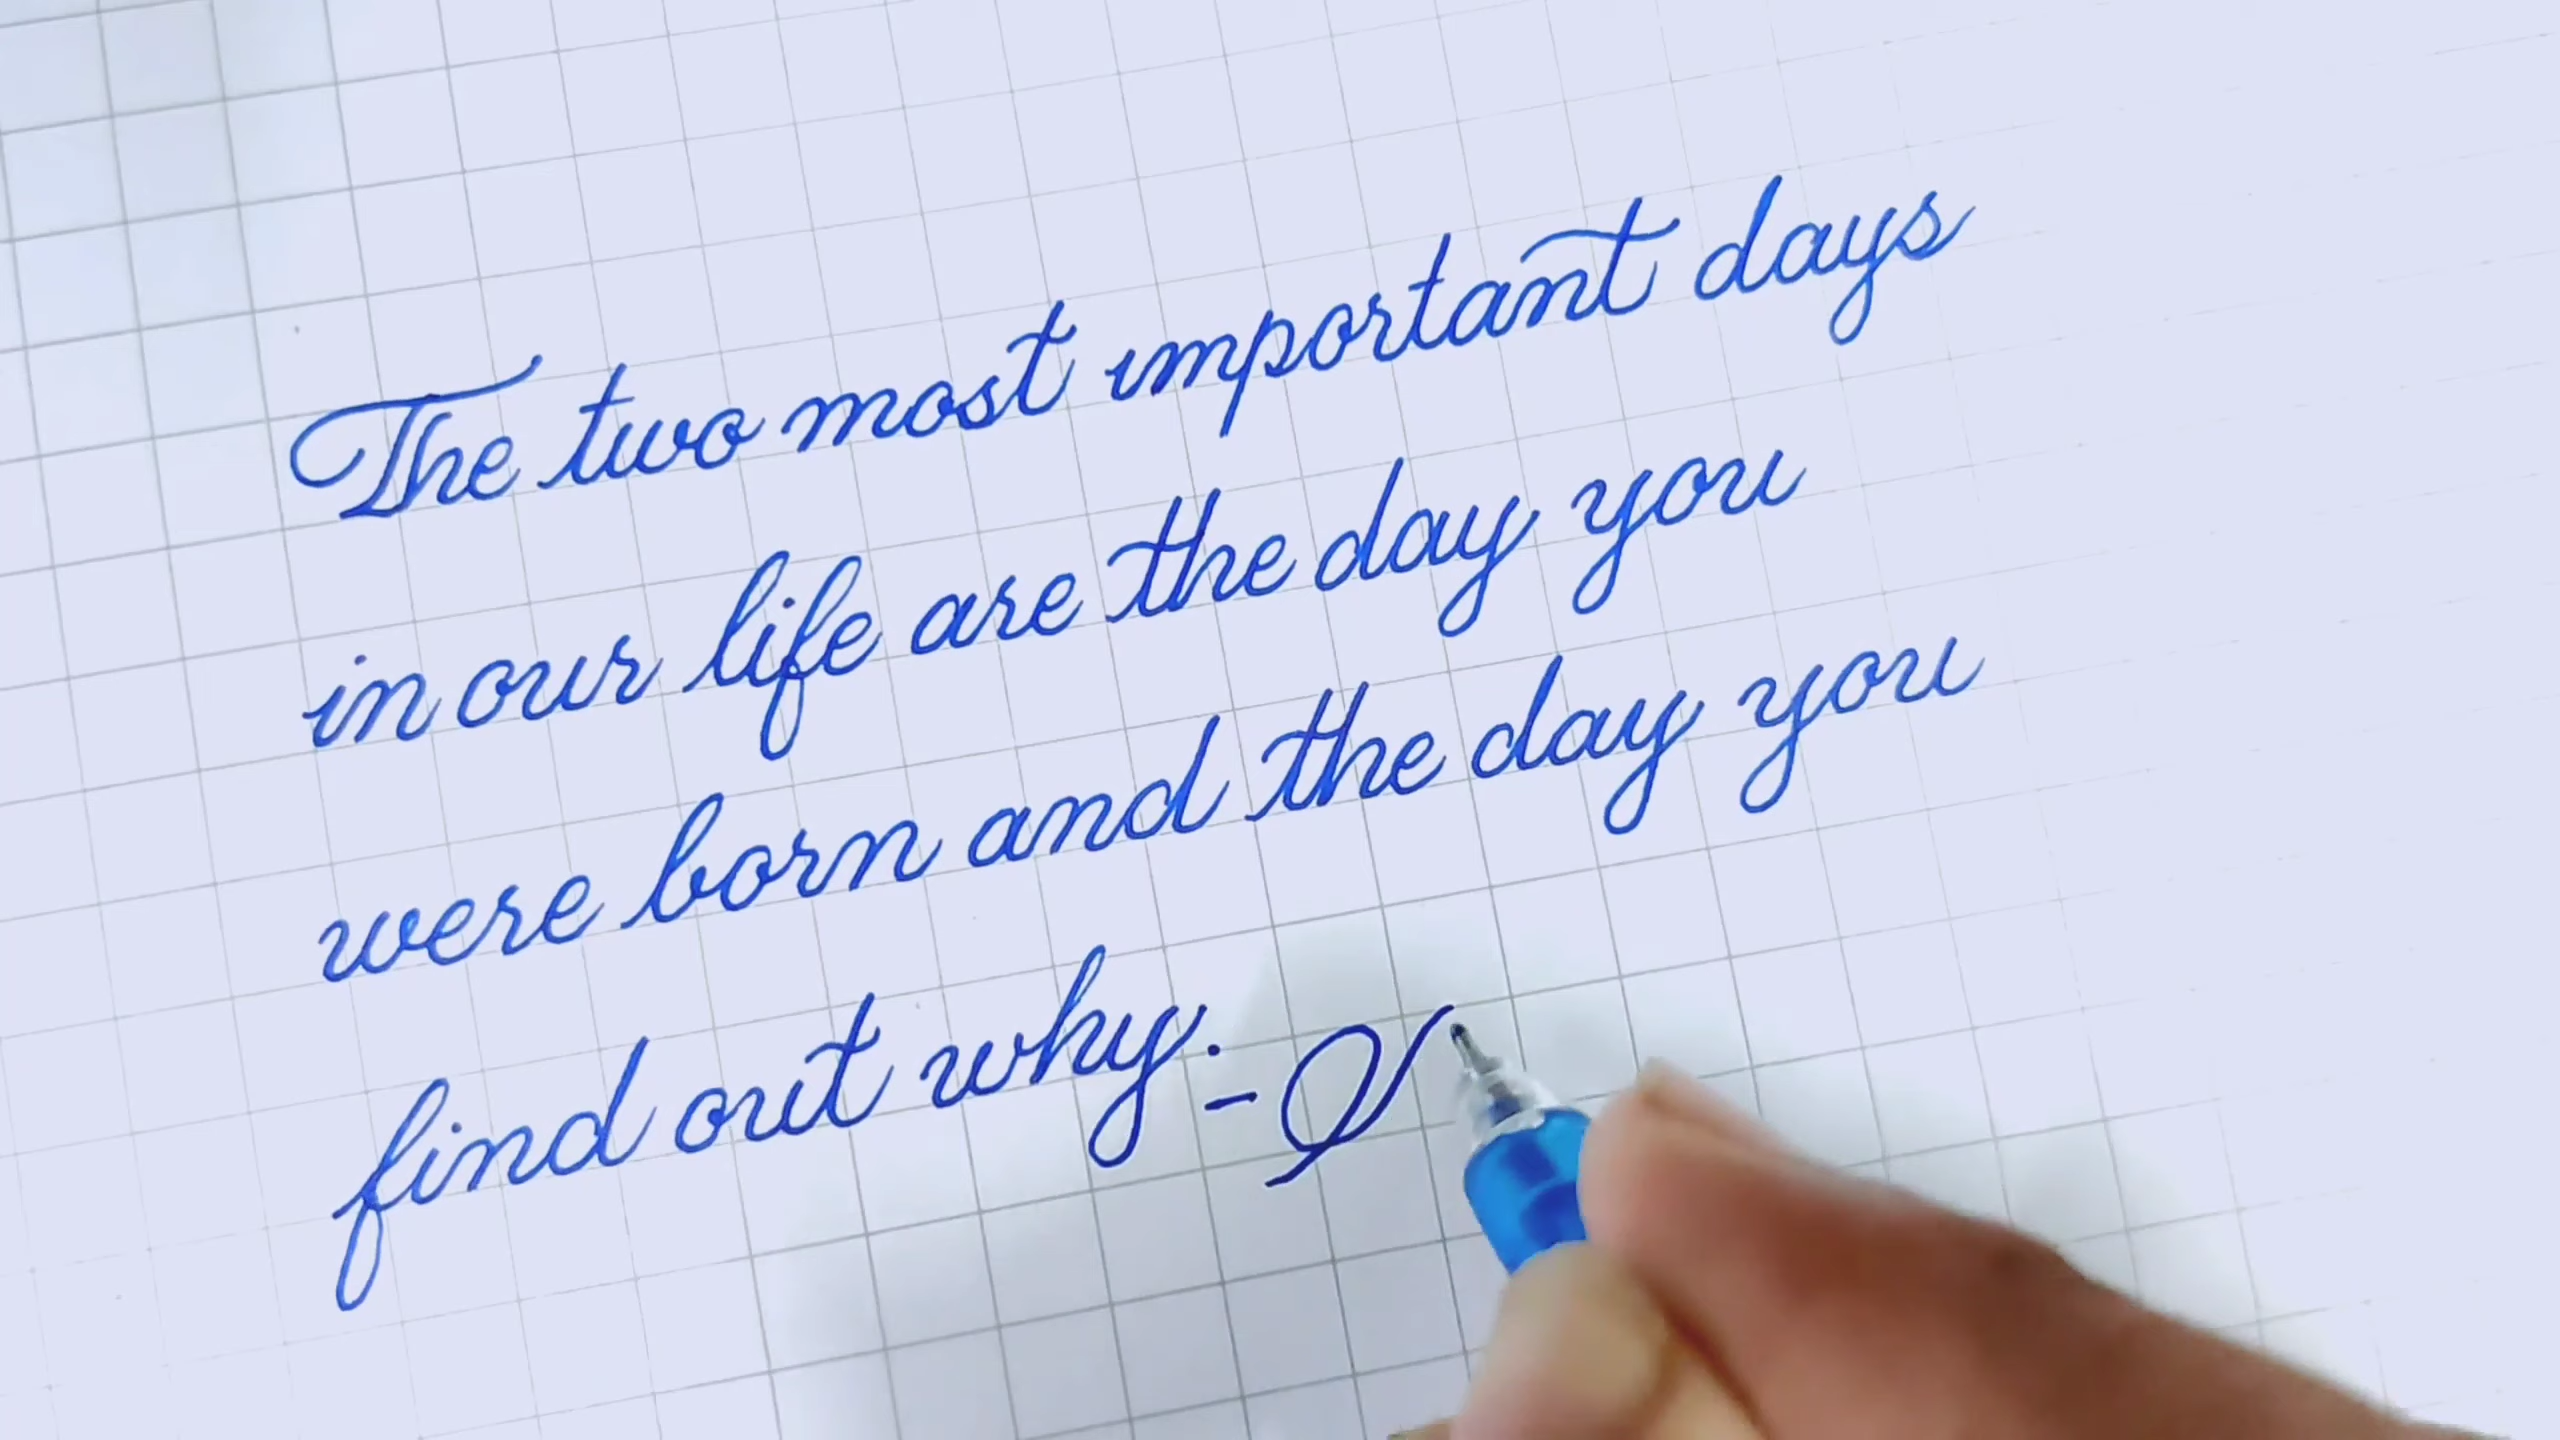 The two most important days
in our life are the day you
were born and the day you
find out why. -